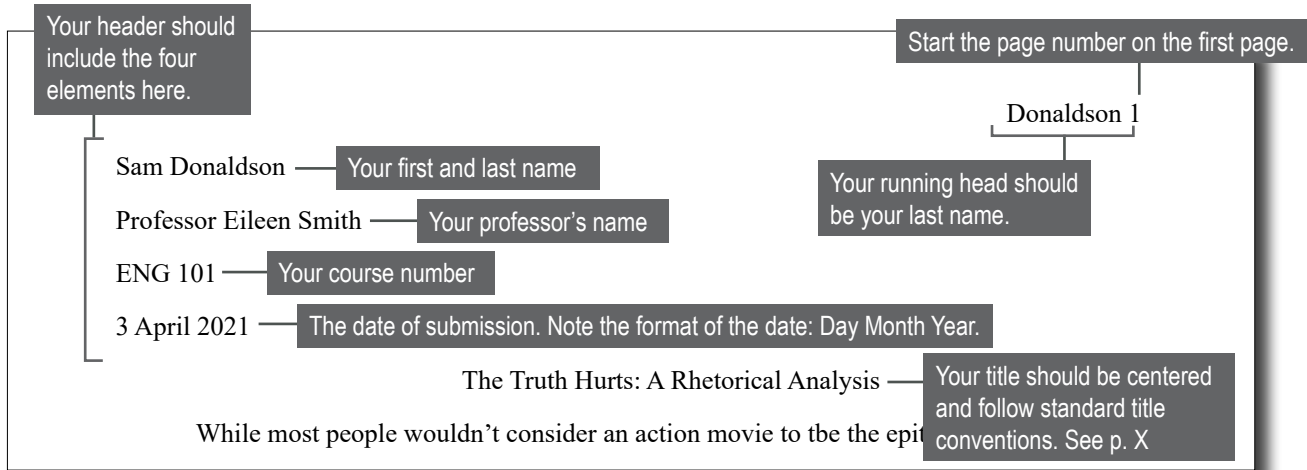 Your header should
include the four
elements here.
Start the page number on the first page.
Donaldson 1
Your running head should
be your last name.
Sam Donaldson
Your first and last name
Professor Eileen Smith
Your professor’s name
ENG 101
Your course number
3 April 2021
The date of submission. Note the format of the date: Day Month Year.
The Truth Hurts: A Rhetorical Analysis
Your title should be centered
and follow standard title
conventions. See p. X
While most people wouldn’t consider an action movie to tbe the